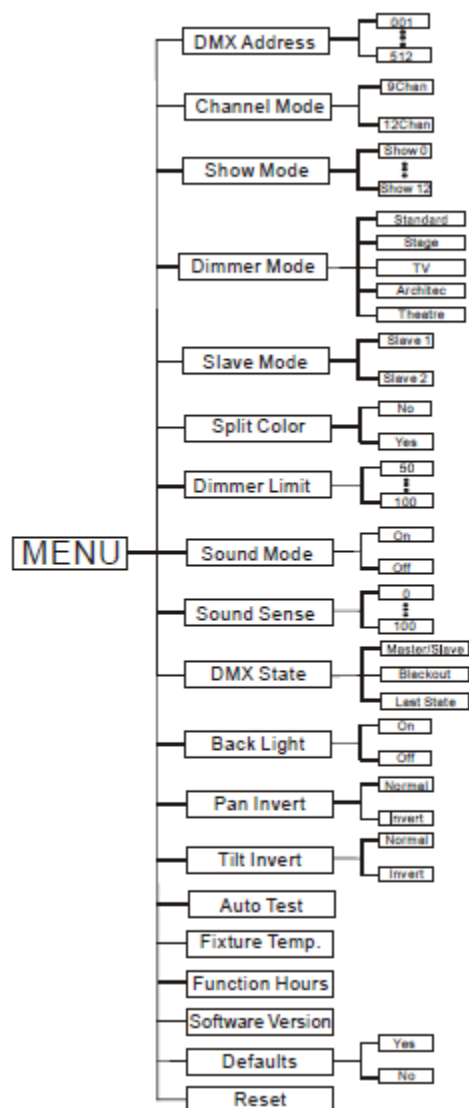 DMX Address
001
512
Channel Mode
9Chan
12Chan
Show Mode
Show 0
Show 12
Dimmer Mode
Standard
Stage
TV
Architec
Theatre
Slave Mode
Slave 1
Slave 2
Split Color
No
Yes
Dimmer Limit
50
100
MENU
Sound Mode
On
Off
Sound Sense
0
100
DMX State
Master/Slave
Blackout
Last State
Back Light
On
Off
Pan Invert
Normal
Invert
Tilt Invert
Normal
Invert
Auto Test
Fixture Temp.
Function Hours
Software Version
Defaults
Yes
No
Reset